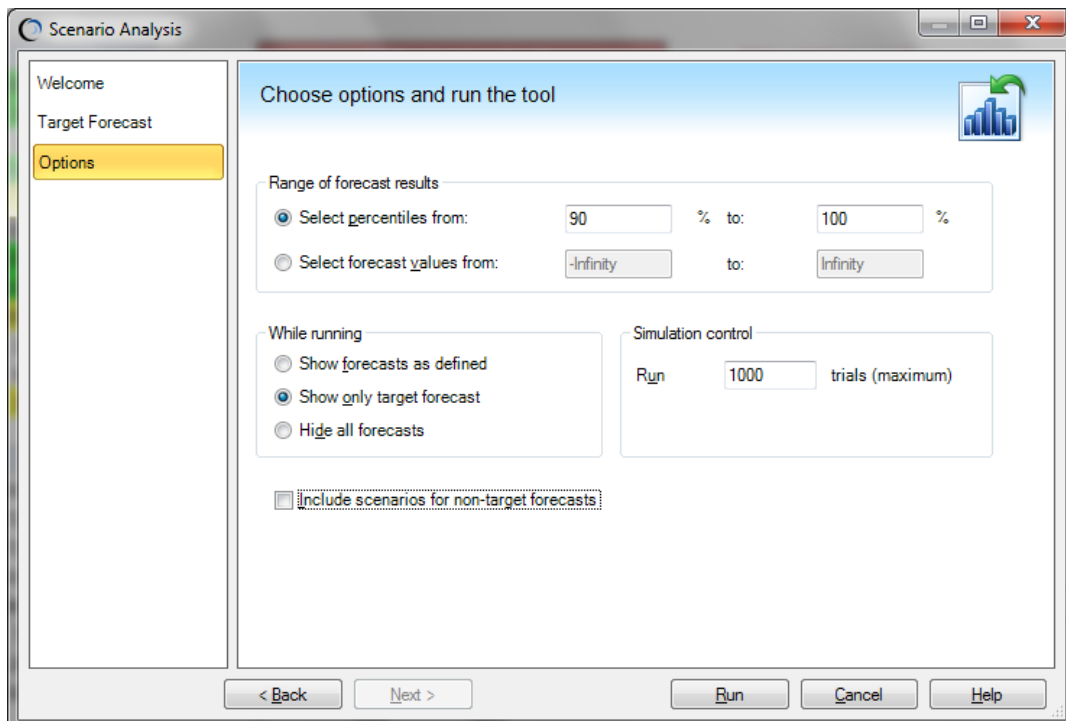 Scenario Analysis
Welcome
Target Forecast
Options
Choose options and run the tool
Range of forecast results
Select percentiles from: 90 % to: 100 %
Select forecast values from: -Infinity to: Infinity
While running
Show forecasts as defined
Show only target forecast
Hide all forecasts
Simulation control
Run 1000 trials (maximum)
Include scenarios for non-target forecasts
< Back Next > Run Cancel Help